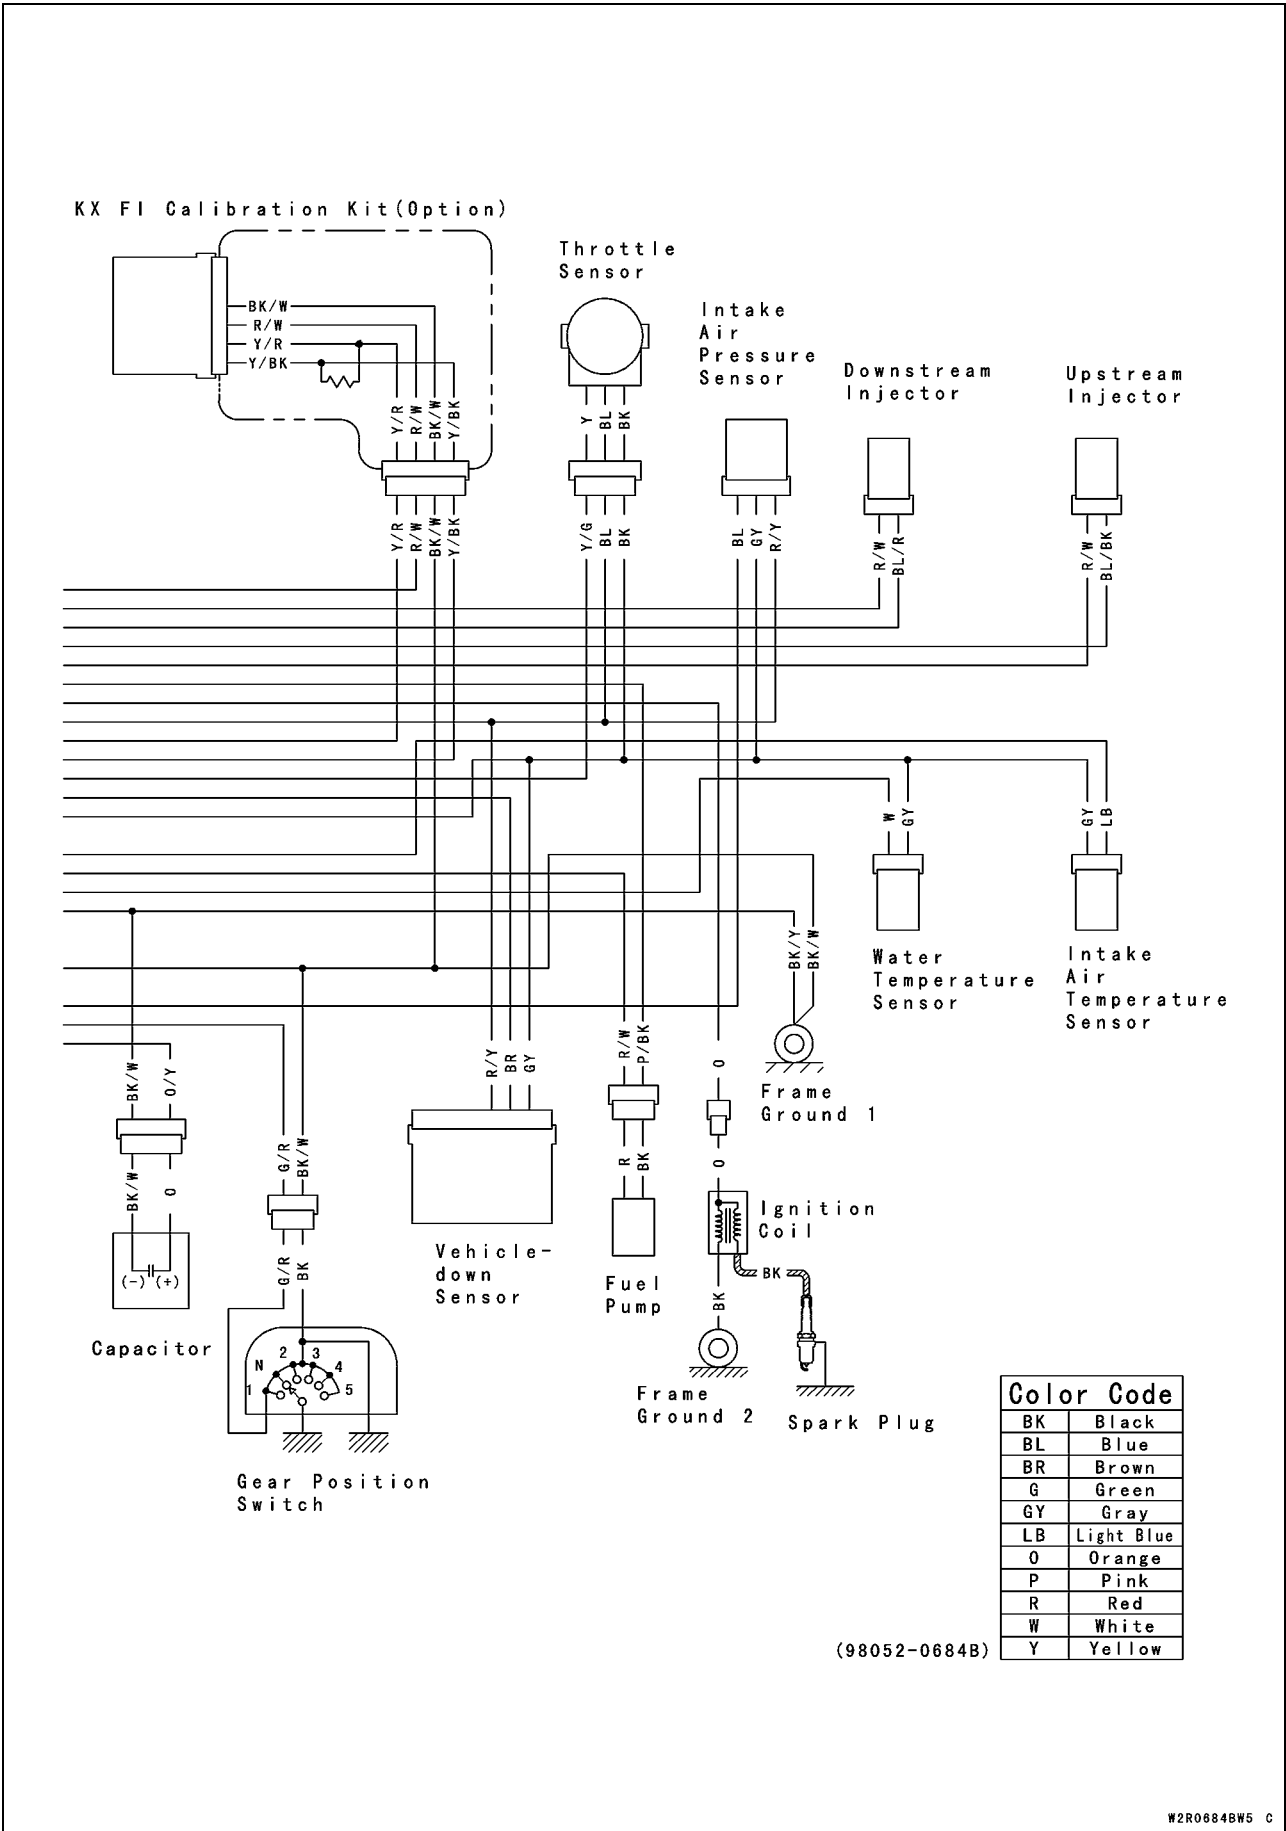 KX FI Calibration Kit(Option)
Throttle
Sensor
Intake
Air
Pressure
Sensor
Downstream
Injector
Upstream
Injector
BK/W
R/W
Y/R
Y/BK
Y/R
R/W
BK/W
Y/BK
Y
BL
BK
Y/R
R/W
BK/W
Y/BK
Y/G
BL
BK
BL
GY
R/Y
R/W
BL/R
R/W
BL/BK
W
GY
GY
LB
BK/Y
BK/W
Water
Temperature
Sensor
Intake
Air
Temperature
Sensor
BK/W
O/Y
R/Y
BR
GY
R/W
P/BK
O
Frame
Ground 1
G/R
BK/W
BK/W
O
R
BK
O
Ignition
Coil
(-)
(+)
G/R
BK
Vehicle-
down
Sensor
Fuel
Pump
BK
BK
Capacitor
1
N
2
3
4
5
Frame
Ground 2
Spark Plug
Gear Position
Switch
Color Code
BK Black
BL Blue
BR Brown
G Green
GY Gray
LB Light Blue
O Orange
P Pink
R Red
W White
Y Yellow
(98052-0684B)
W2R0684BW5 C